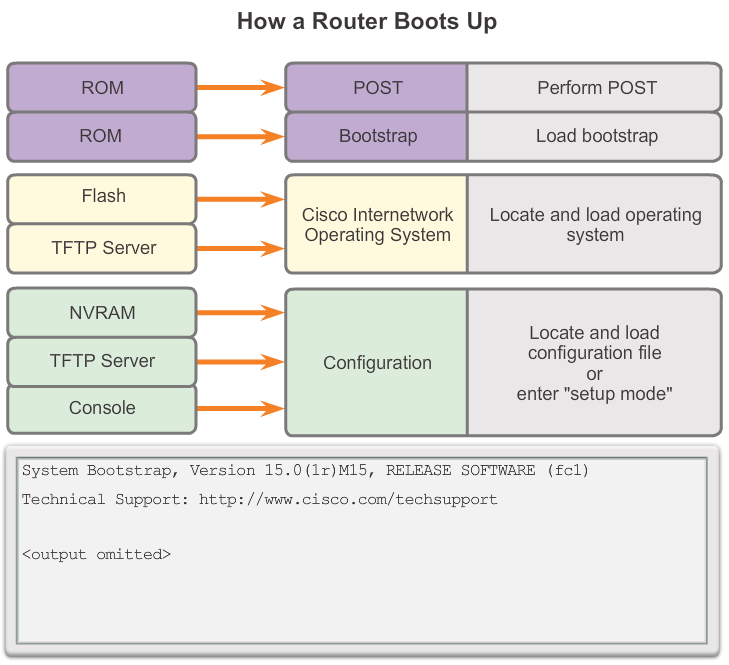 How a Router Boots Up
ROM
POST
Perform POST
ROM
Bootstrap
Load bootstrap
Flash
TFTP Server
Cisco Internetwork
Operating System
Locate and load operating
system
NVRAM
TFTP Server
Console
Configuration
Locate and load
configuration file
or
enter "setup mode"
System Bootstrap, Version 15.0(1r)M15, RELEASE SOFTWARE (fc1)
Technical Support: http://www.cisco.com/techsupport
<output omitted>